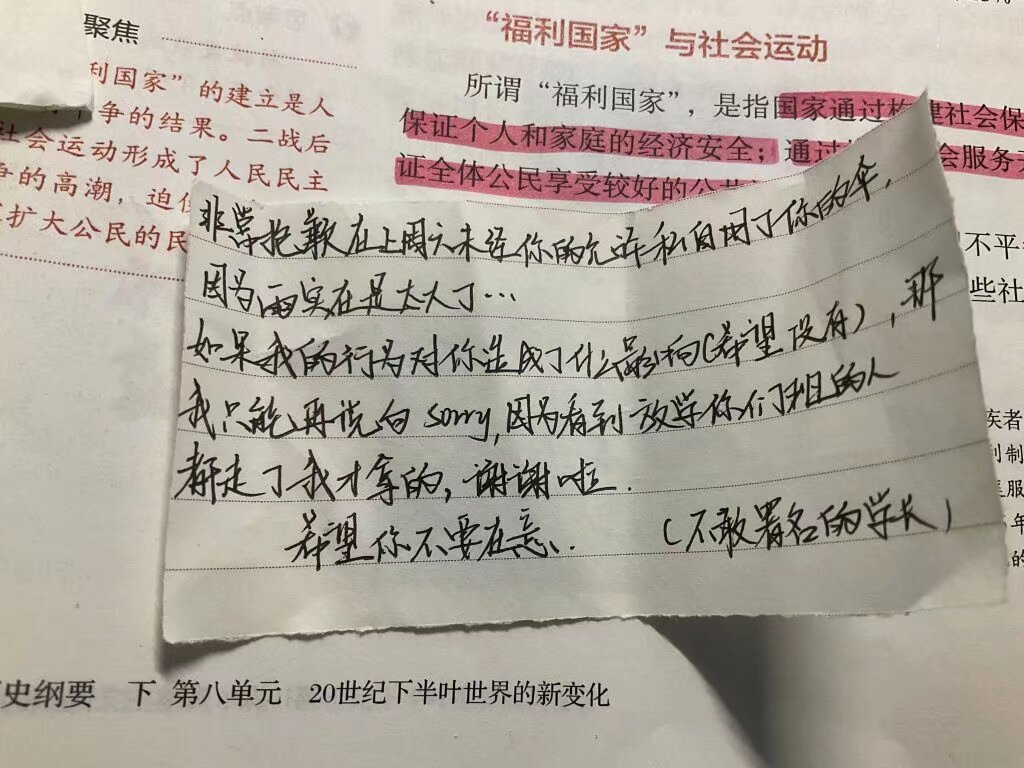 聚焦
利国家”的建立是人
争的结果。二战后
社会运动形成了人民民主
争的高潮，迫
扩大公民的民
“福利国家”与社会运动
所谓“福利国家”，是指国家通过构建社会保
保证个人和家庭的经济安全；通过
会服务
证全体公民享受较好的公共
不平
些社
族者
非常抱歉在上周六未经你的允许私自用了你的伞，
因为雨实在是太大了…
如果我的行为对你造成了什么影响(希望没有)，那
我只能再说句sorry,因为看到放学你们班的人
都走了我才拿的，谢谢啦.
希望你不要在意.
(不敢署名的学长)
史纲要 下 第八单元 20世纪下半叶世界的新变化